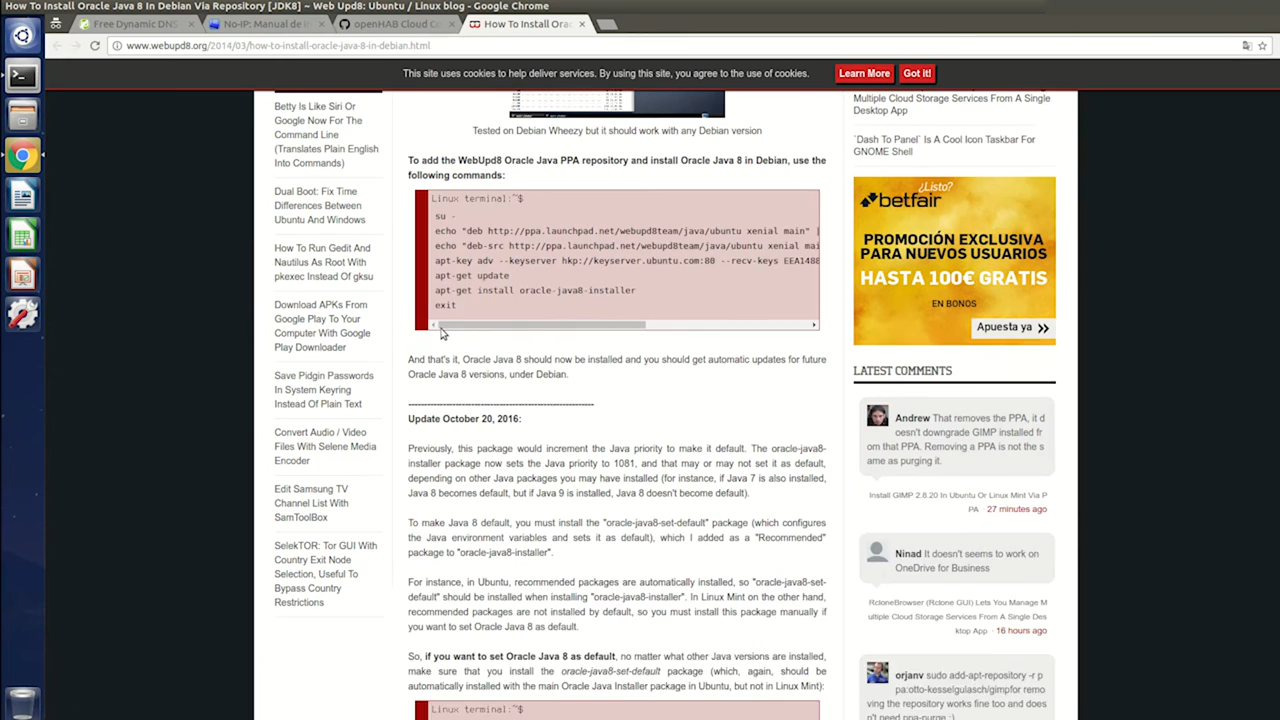 How To Install Oracle Java 8 In Debian Via Repository [JDK8] ~ Web Upd8: Ubuntu / Linux blog - Google Chrome
Free Dynamic DNS
No-IP: Manual de
openHAB Cloud Co
How To Install Orac
www.webupd8.org/2014/03/how-to-install-oracle-java-8-in-debian.html
This site uses cookies to help deliver services. By using this site, you agree to the use of cookies.
Learn More
Got it!
Betty Is Like Siri Or
Google Now For The
Command Line
(Translates Plain English
Into Commands)
Dual Boot: Fix Time
Differences Between
Ubuntu And Windows
How To Run Gedit And
Nautilus As Root With
pkexec Instead Of gksu
Download APKs From
Google Play To Your
Computer With Google
Play Downloader
Save Pidgin Passwords
In System Keyring
Instead Of Plain Text
Convert Audio / Video
Files With Selene Media
Encoder
Edit Samsung TV
Channel List With
SamToolBox
SelekTOR: Tor GUI With
Country Exit Node
Selection, Useful To
Bypass Country
Restrictions
Tested on Debian Wheezy but it should work with any Debian version
To add the WebUpd8 Oracle Java PPA repository and install Oracle Java 8 in Debian, use the
following commands:
Linux terminal:~$
su -
echo "deb http://ppa.launchpad.net/webupd8team/java/ubuntu xenial main" |
echo "deb-src http://ppa.launchpad.net/webupd8team/java/ubuntu xenial mai
apt-key adv --keyserver hkp://keyserver.ubuntu.com:80 --recv-keys EEA1488
apt-get update
apt-get install oracle-java8-installer
exit
And that's it, Oracle Java 8 should now be installed and you should get automatic updates for future
Oracle Java 8 versions, under Debian.
------------------------------------------------------------
Update October 20, 2016:
Previously, this package would increment the Java priority to make it default. The oracle-java8-
installer package now sets the Java priority to 1081, and that may or may not set it as default,
depending on other Java packages you may have installed (for instance, if Java 7 is also installed,
Java 8 becomes default, but if Java 9 is installed, Java 8 doesn't become default).
To make Java 8 default, you must install the "oracle-java8-set-default" package (which configures
the Java environment variables and sets it as default), which I added as a "Recommended"
package to "oracle-java8-installer".
For instance, in Ubuntu, recommended packages are automatically installed, so "oracle-java8-set-
default" should be installed when installing "oracle-java8-installer". In Linux Mint on the other hand,
recommended packages are not installed by default, so you must install this package manually if
you want to set Oracle Java 8 as default.
So, if you want to set Oracle Java 8 as default, no matter what other Java versions are installed,
make sure that you install the oracle-java8-set-default package (which, again, should be
automatically installed with the main Oracle Java Installer package in Ubuntu, but not in Linux Mint):
Linux terminal:~$
Multiple Cloud Storage Services From A Single
Desktop App
`Dash To Panel` Is A Cool Icon Taskbar For
GNOME Shell
¿Listo?
betfair
PROMOCIÓN EXCLUSIVA
PARA NUEVOS USUARIOS
HASTA 100€ GRATIS
EN BONOS
Apuesta ya
LATEST COMMENTS
Andrew That removes the PPA, it d
oesn't downgrade GIMP installed fr
om that PPA. Removing a PPA is not the s
ame as purging it.
Install GIMP 2.8.20 In Ubuntu Or Linux Mint Via P
PA · 27 minutes ago
Ninad It doesn't seems to work on
OneDrive for Business
RcloneBrowser (Rclone GUI) Lets You Manage M
ultiple Cloud Storage Services From A Single Des
ktop App · 16 hours ago
orjanv sudo add-apt-repository -r p
pa:otto-kesselgulasch/gimpfor remo
ving the repository works fine too and does
n't need ppa-purge :)